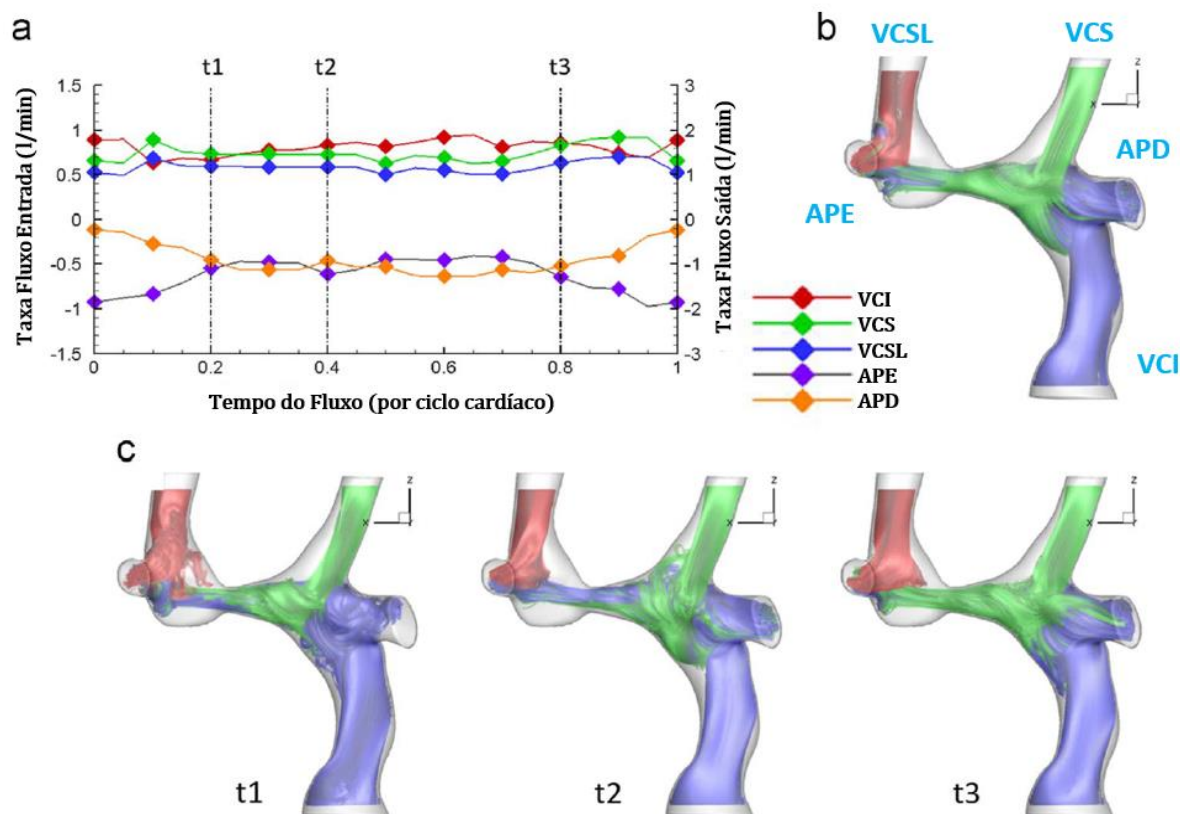 a
t1 t2 t3
1.5
1
0.5
0
-0.5
-1
-1.5
Taxa Fluxo Entrada (l/min)
3
2
1
0
-1
-2
-3
Taxa Fluxo Saída (l/min)
0 0.2 0.4 0.6 0.8 1
Tempo do Fluxo (por ciclo cardíaco)
VCI
VCS
VCSL
APE
APD
b
VCSL VCS
z
x
APD
APE
VCI
c
z
x
t1
z
x
t2
z
x
t3